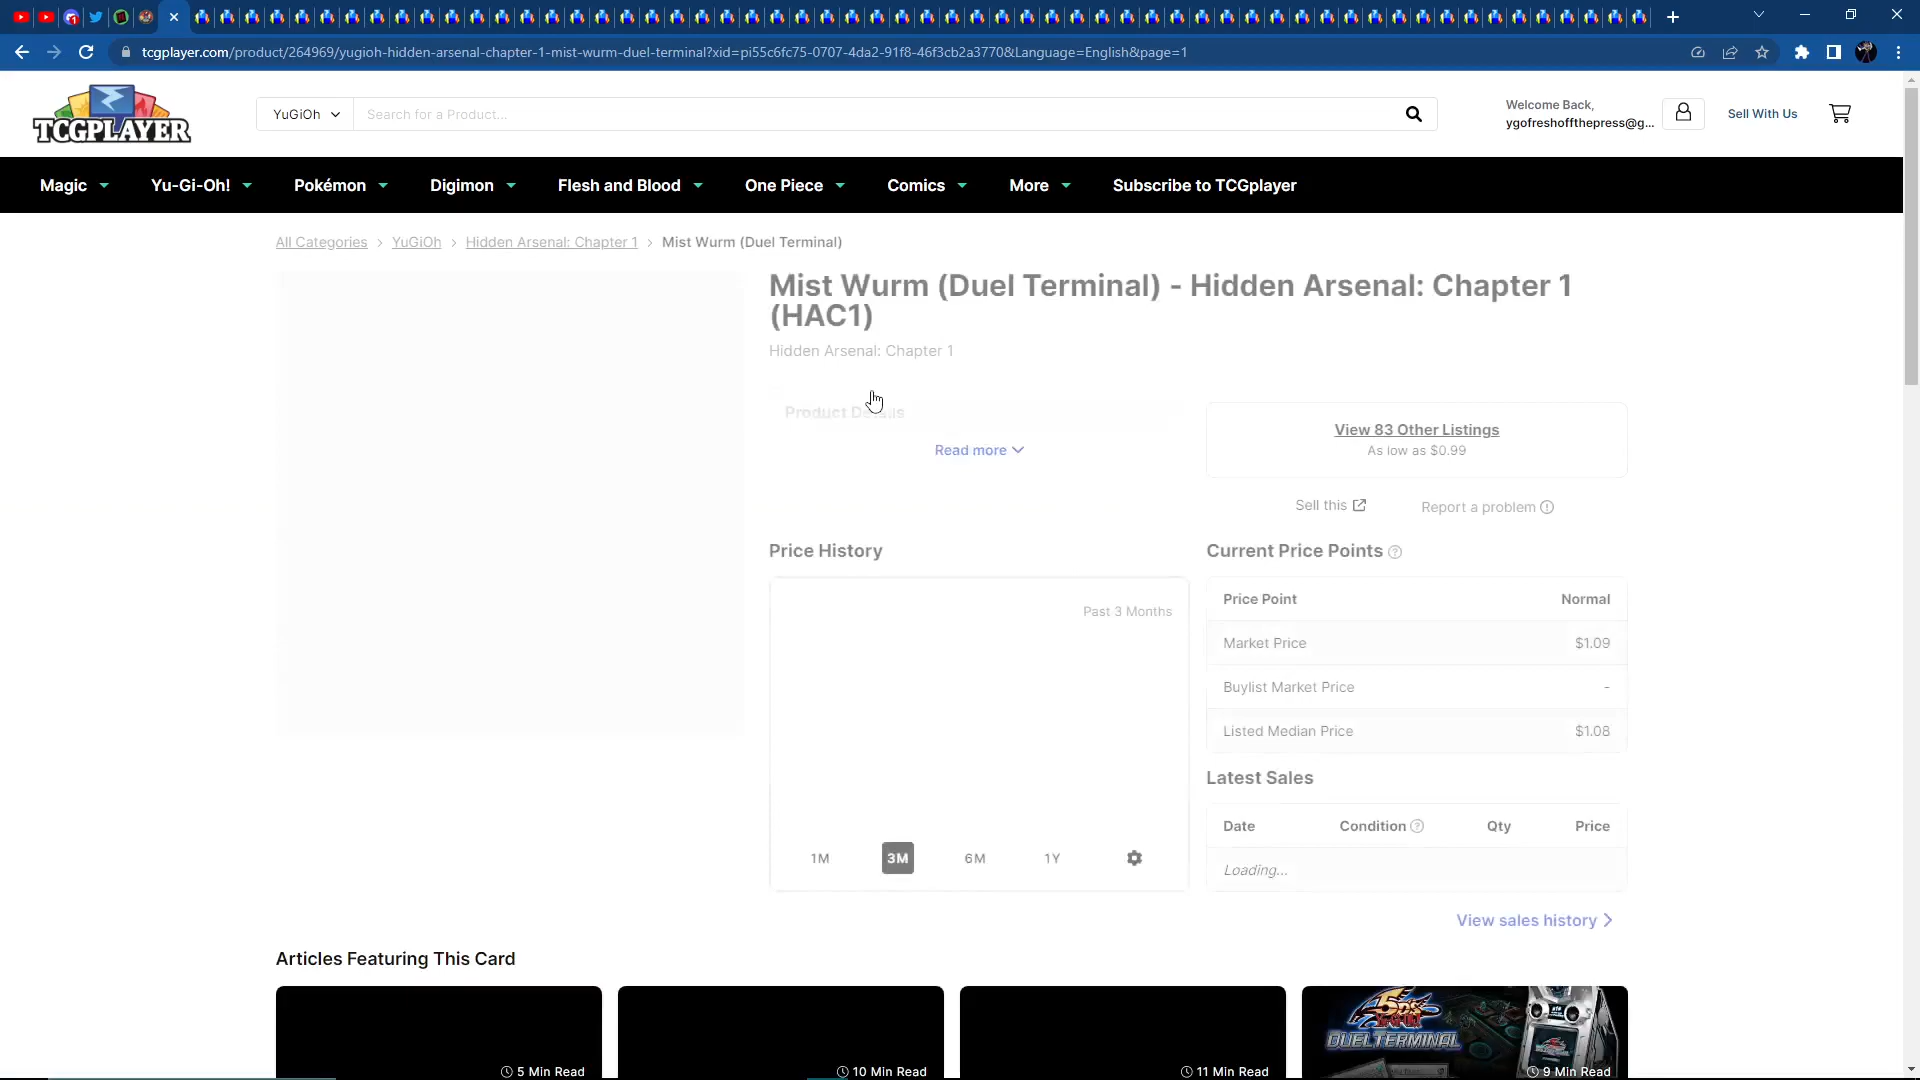 tcgplayer.com/product/264969/yugioh-hidden-arsenal-chapter-1-mist-wurm-duel-terminal?xid=pi55c6fc75-0707-4da2-91f8-46f3cb2a3770&Language=English&page=1
TCGPLAYER
YuGiOh
Search for a Product...
Welcome Back,
ygofreshoffthepress@g...
Sell With Us
Magic
Yu-Gi-Oh!
Pokémon
Digimon
Flesh and Blood
One Piece
Comics
More
Subscribe to TCGplayer
All Categories > YuGiOh > Hidden Arsenal: Chapter 1 > Mist Wurm (Duel Terminal)
Mist Wurm (Duel Terminal) - Hidden Arsenal: Chapter 1
(HAC1)
Hidden Arsenal: Chapter 1
Product Details
Read more
View 83 Other Listings
As low as $0.99
Sell this
Report a problem
Price History
Past 3 Months
1M
3M
6M
1Y
Current Price Points
Price Point Normal
Market Price $1.09
Buylist Market Price -
Listed Median Price $1.08
Latest Sales
Date Condition Qty Price
Loading...
View sales history
Articles Featuring This Card
5 Min Read
10 Min Read
11 Min Read
5D's
DUEL TERMINAL
9 Min Read